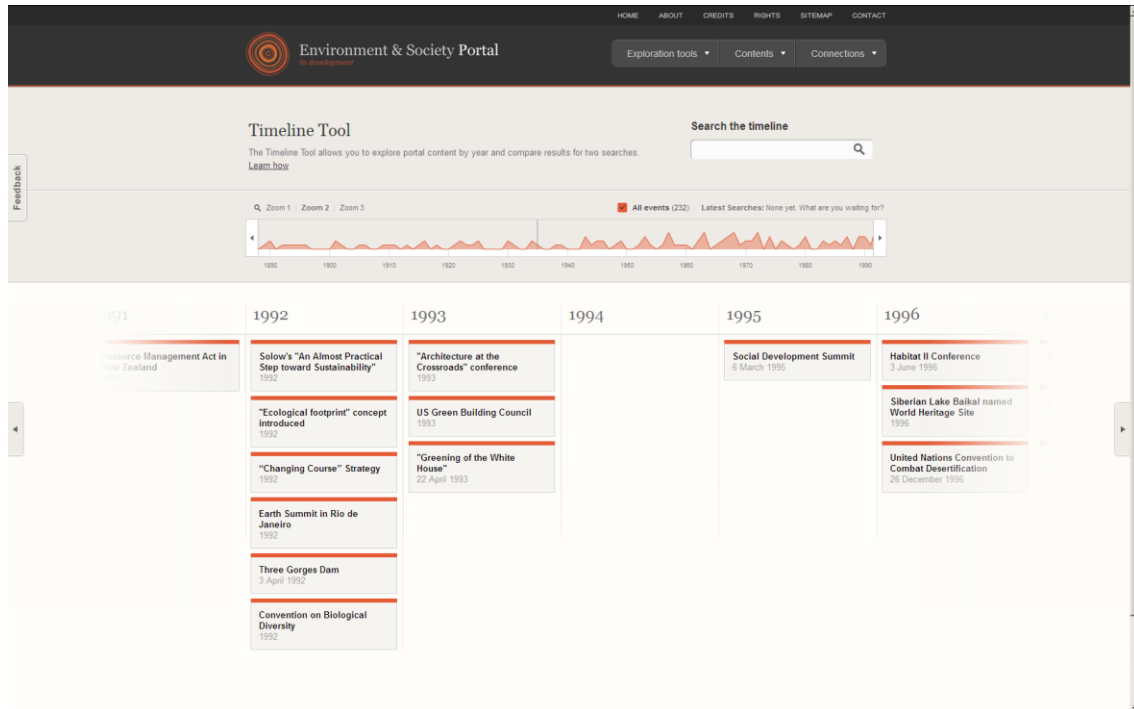 HOME ABOUT CREDITS RIGHTS SITEMAP CONTACT
Environment & Society Portal
In development
Exploration tools Contents Connections
Timeline Tool
The Timeline Tool allows you to explore portal content by year and compare results for two searches.
Learn how
Search the timeline
Feedback
Zoom 1 Zoom 2 Zoom 3
All events (232) Latest Searches: None yet. What are you waiting for?
1890 1900 1910 1920 1930 1940 1950 1960 1970 1980 1990
1991
Resource Management Act in
New Zealand
1992
Solow's "An Almost Practical
Step toward Sustainability"
1992
"Ecological footprint" concept
introduced
1992
“Changing Course” Strategy
1992
Earth Summit in Rio de
Janeiro
1992
Three Gorges Dam
3 April 1992
Convention on Biological
Diversity
1992
1993
"Architecture at the
Crossroads" conference
1993
US Green Building Council
1993
"Greening of the White
House"
22 April 1993
1994
1995
Social Development Summit
6 March 1995
1996
Habitat II Conference
3 June 1996
Siberian Lake Baikal named
World Heritage Site
1996
United Nations Convention to
Combat Desertification
26 December 1996